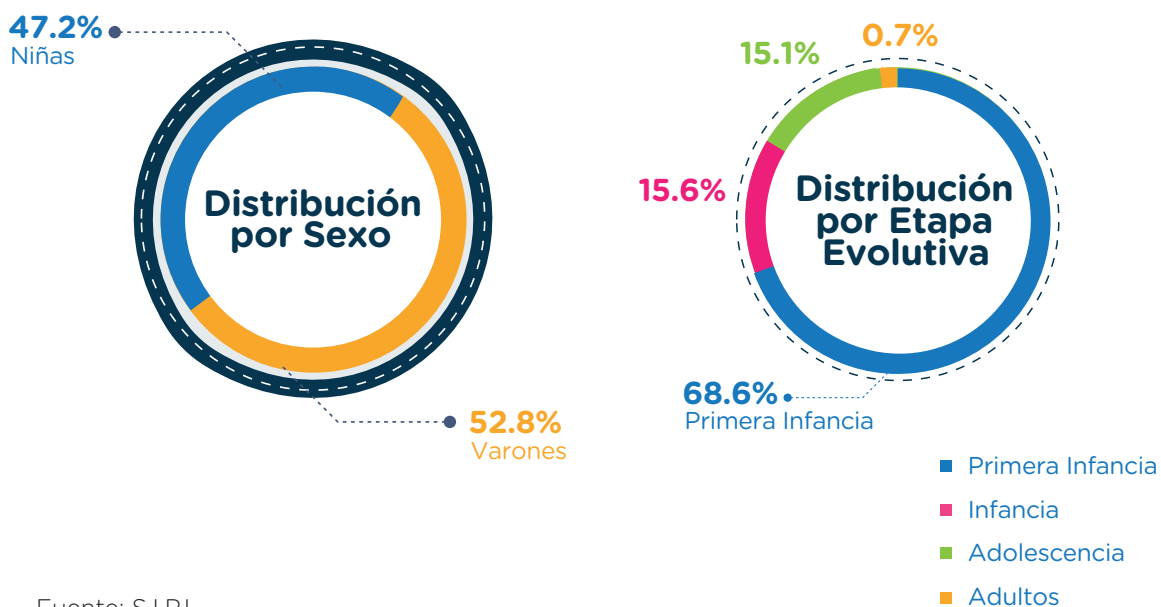 47.2%
Niñas
Distribución
por Sexo
52.8%
Varones
0.7%
15.1%
15.6%
Distribución
por Etapa
Evolutiva
68.6%
Primera Infancia
Primera Infancia
Infancia
Adolescencia
Adultos
Fuente: